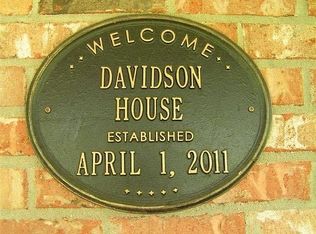 WELCOME
DAVIDSON
HOUSE
ESTABLISHED
APRIL 1, 2011